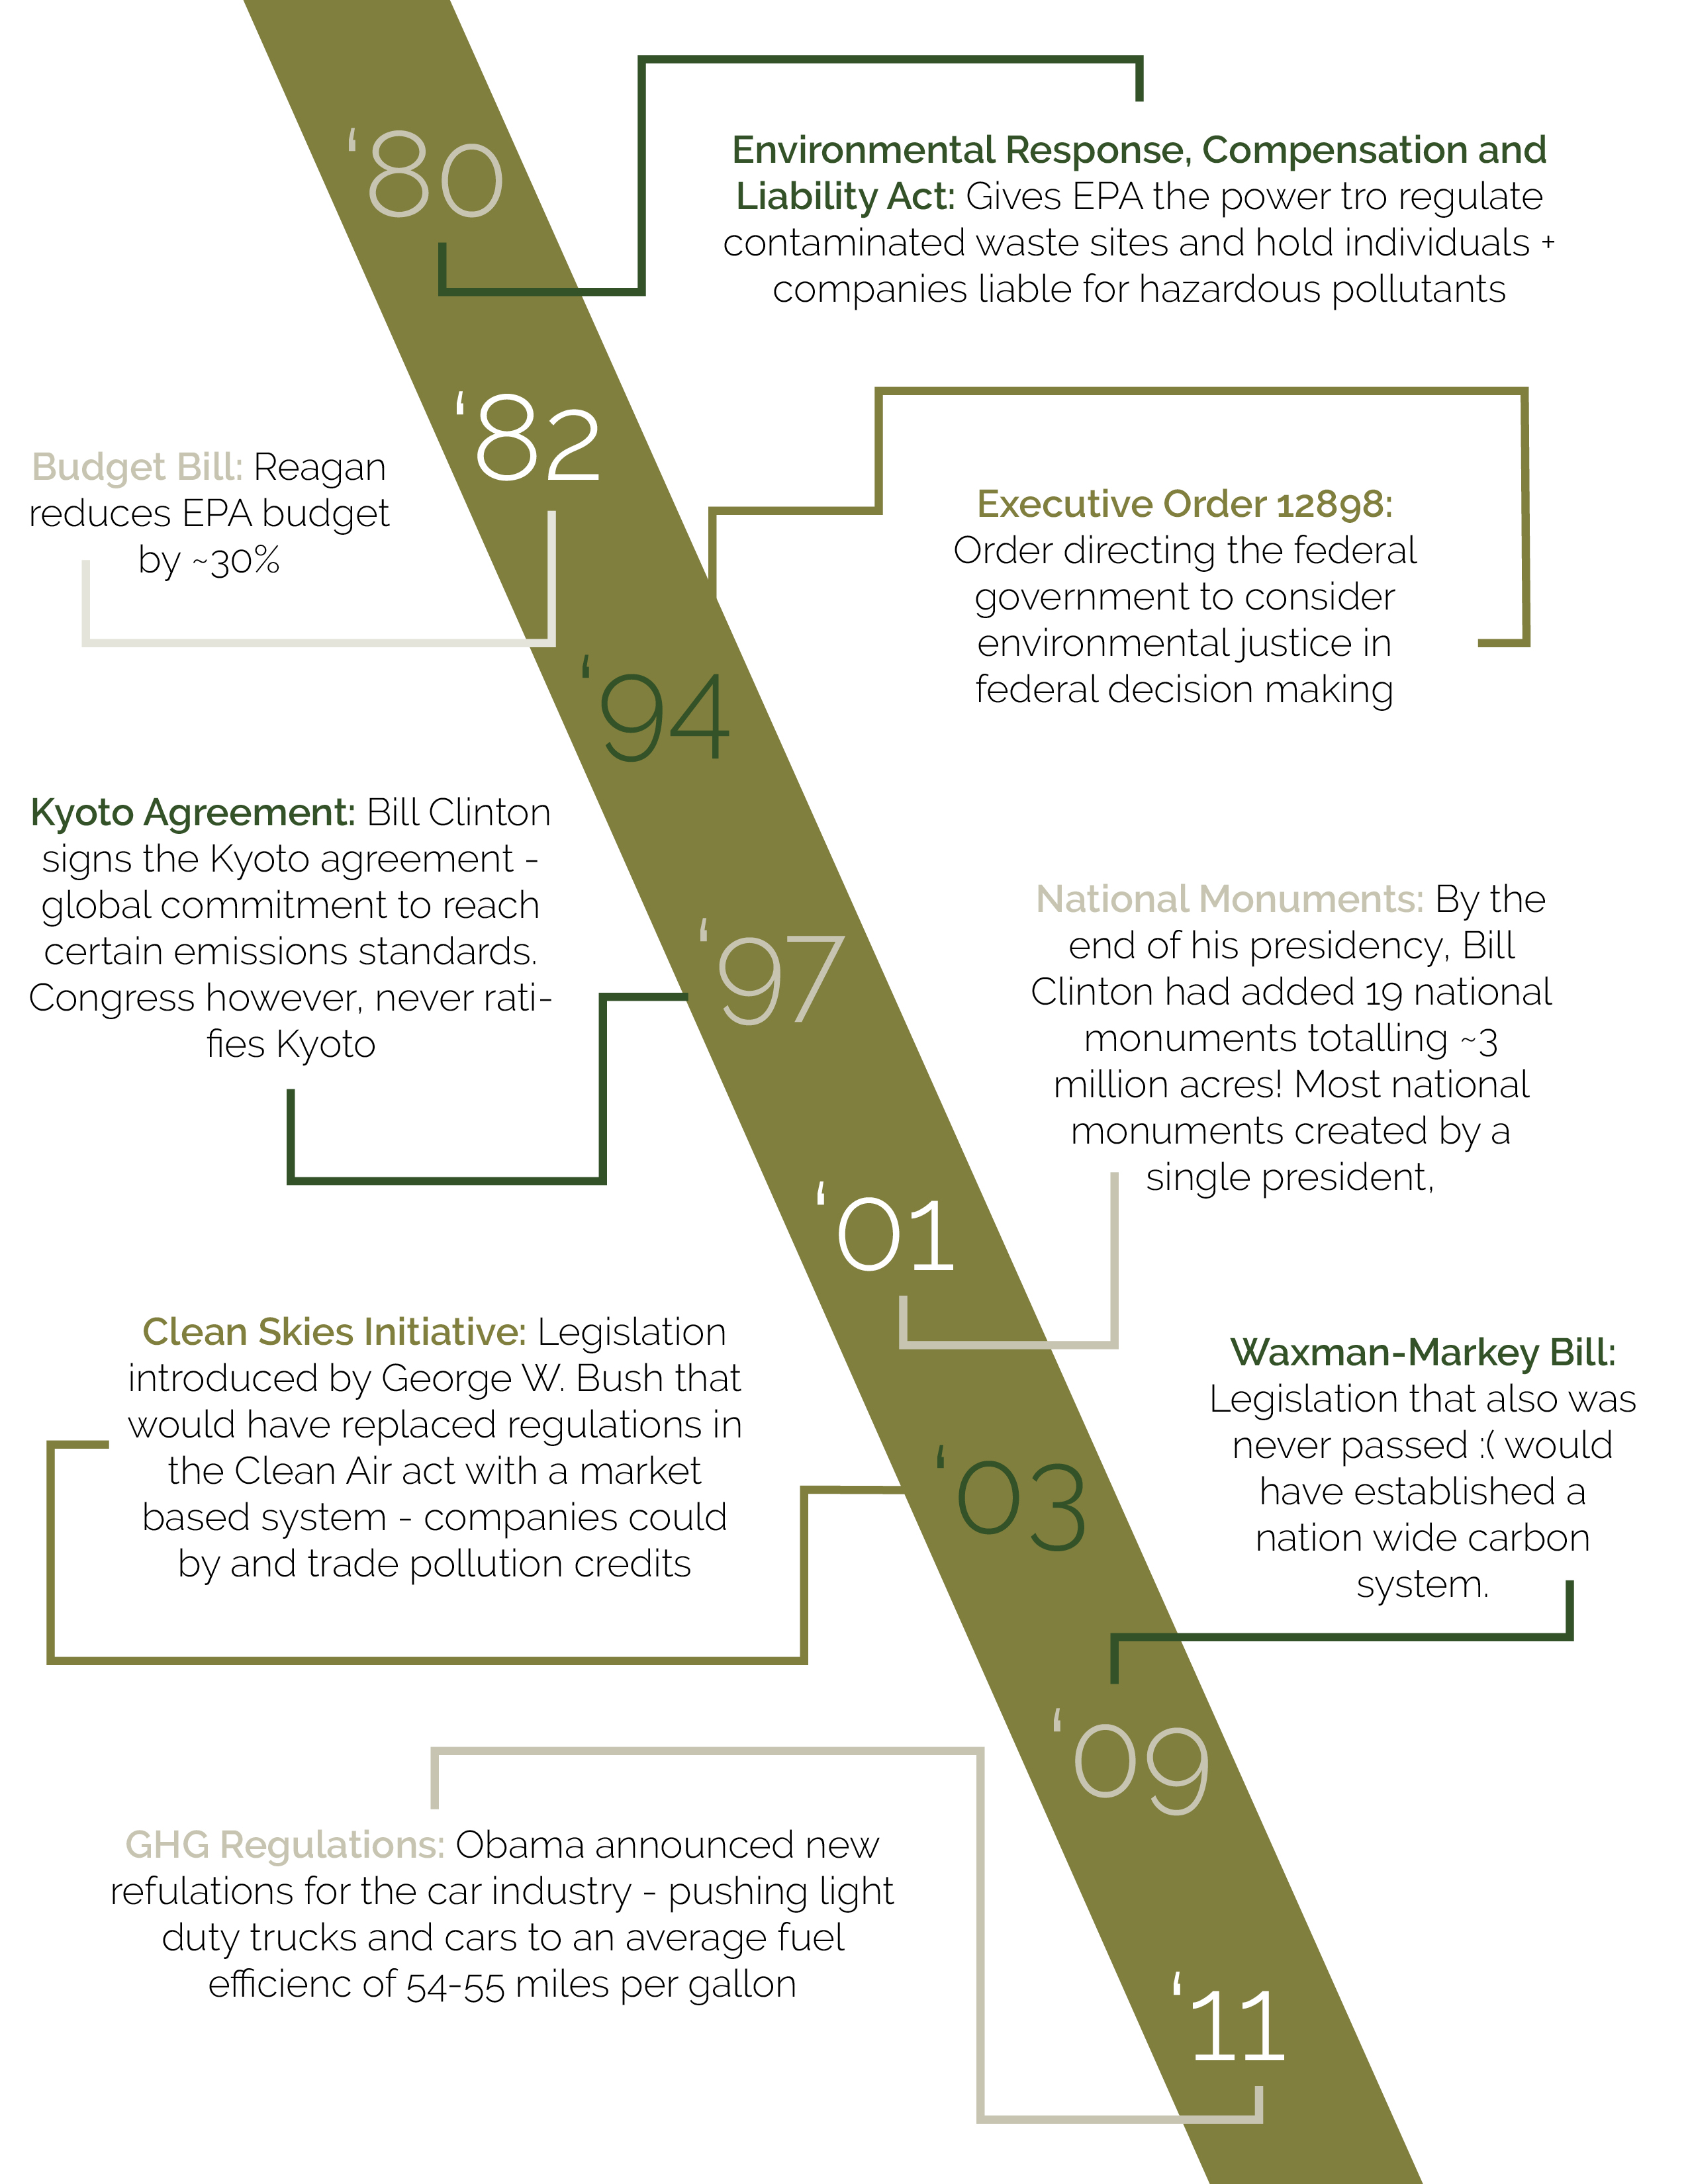 ‘80
Environmental Response, Compensation and
Liability Act: Gives EPA the power tro regulate
contaminated waste sites and hold individuals +
companies liable for hazardous pollutants
‘82
Budget Bill: Reagan
reduces EPA budget
by ~30%
Executive Order 12898:
Order directing the federal
government to consider
environmental justice in
federal decision making
‘94
Kyoto Agreement: Bill Clinton
signs the Kyoto agreement -
global commitment to reach
certain emissions standards.
Congress however, never rati-
fies Kyoto
‘97
National Monuments: By the
end of his presidency, Bill
Clinton had added 19 national
monuments totalling ~3
million acres! Most national
monuments created by a
single president,
‘01
Clean Skies Initiative: Legislation
introduced by George W. Bush that
would have replaced regulations in
the Clean Air act with a market
based system - companies could
by and trade pollution credits
‘03
Waxman-Markey Bill:
Legislation that also was
never passed :( would
have established a
nation wide carbon
system.
‘09
GHG Regulations: Obama announced new
refulations for the car industry - pushing light
duty trucks and cars to an average fuel
efficienc of 54-55 miles per gallon
‘11